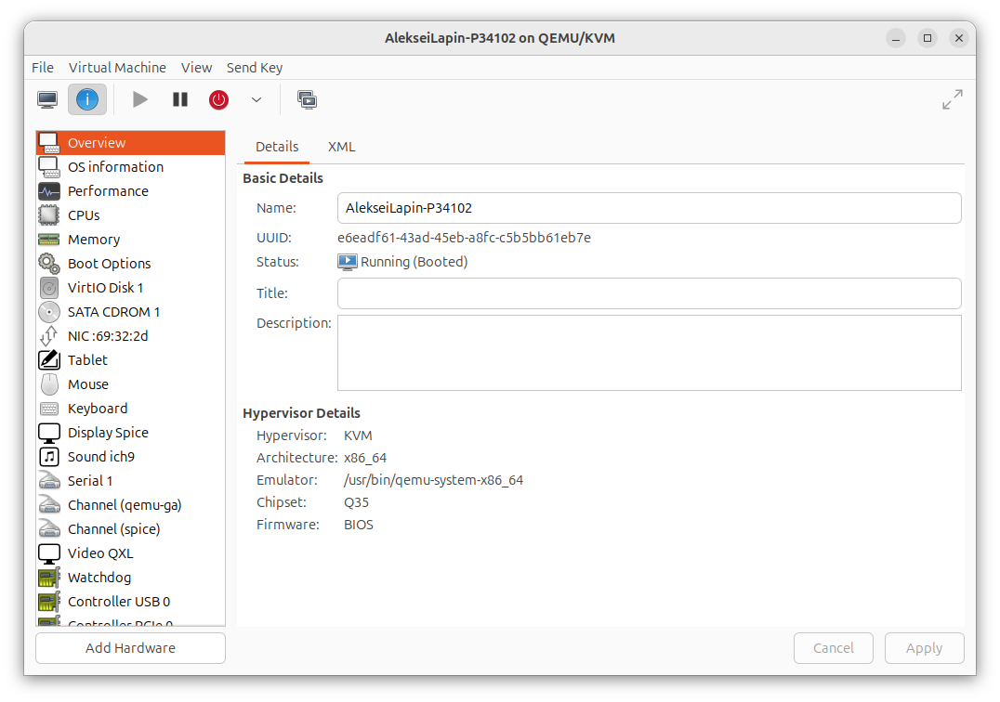 AlekseiLapin-P34102 on QEMU/KVM
File Virtual Machine View Send Key
Overview
OS information
Performance
CPUs
Memory
Boot Options
VirtIO Disk 1
SATA CDROM 1
NIC :69:32:2d
Tablet
Mouse
Keyboard
Display Spice
Sound ich9
Serial 1
Channel (qemu-ga)
Channel (spice)
Video QXL
Watchdog
Controller USB 0
Controller PCIe 0
Add Hardware
Details XML
Basic Details
Name: AlekseiLapin-P34102
UUID: e6eadf61-43ad-45eb-a8fc-c5b5bb61eb7e
Status: Running (Booted)
Title:
Description:
Hypervisor Details
Hypervisor: KVM
Architecture: x86_64
Emulator: /usr/bin/qemu-system-x86_64
Chipset: Q35
Firmware: BIOS
Cancel Apply